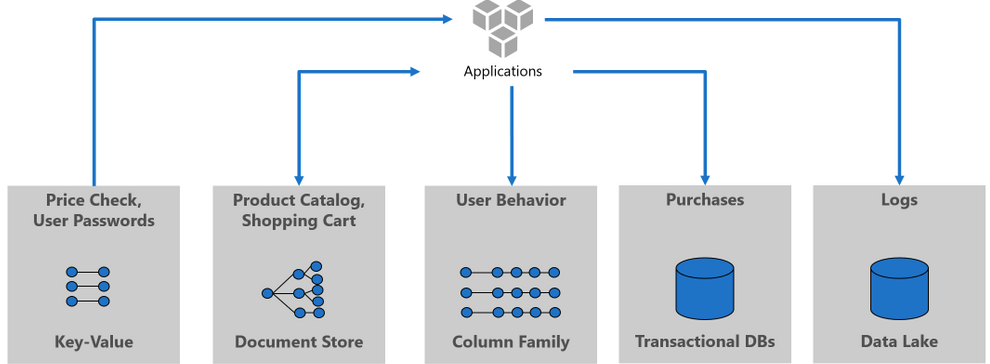 Applications
Price Check,
User Passwords
Key-Value
Product Catalog,
Shopping Cart
Document Store
User Behavior
Column Family
Purchases
Transactional DBs
Logs
Data Lake